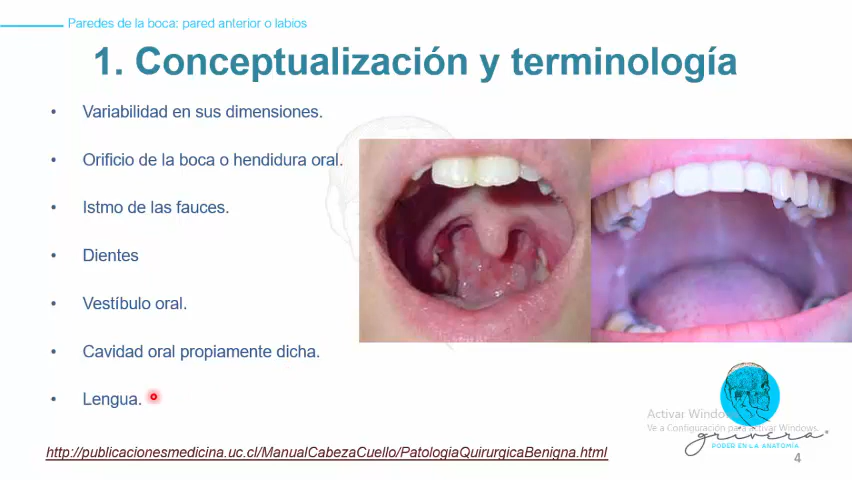 Paredes de la boca: pared anterior o labios
1. Conceptualización y terminología
• Variabilidad en sus dimensiones.
• Orificio de la boca o hendidura oral.
• Istmo de las fauces.
• Dientes
• Vestíbulo oral.
• Cavidad oral propiamente dicha.
• Lengua.
http://publicacionesmedicina.uc.cl/ManualCabezaCuello/PatologiaQuirurgicaBenigna.html
Activar Windo
Ve a Configuración para activar Windows.
grivera
PODER EN LA ANATOMÍA
4